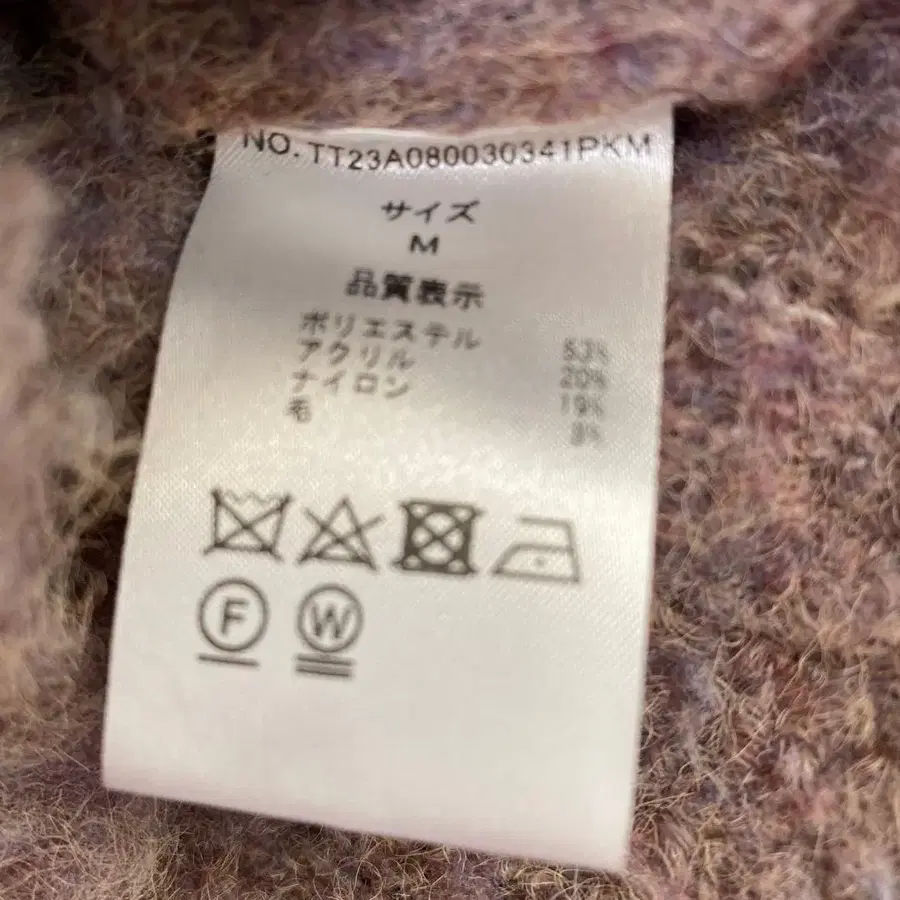 NO. TT23A080030341PKM
サイズ
M
品質表示
ポリエステル 53%
アクリル 20%
ナイロン 19%
毛 8%
F
W